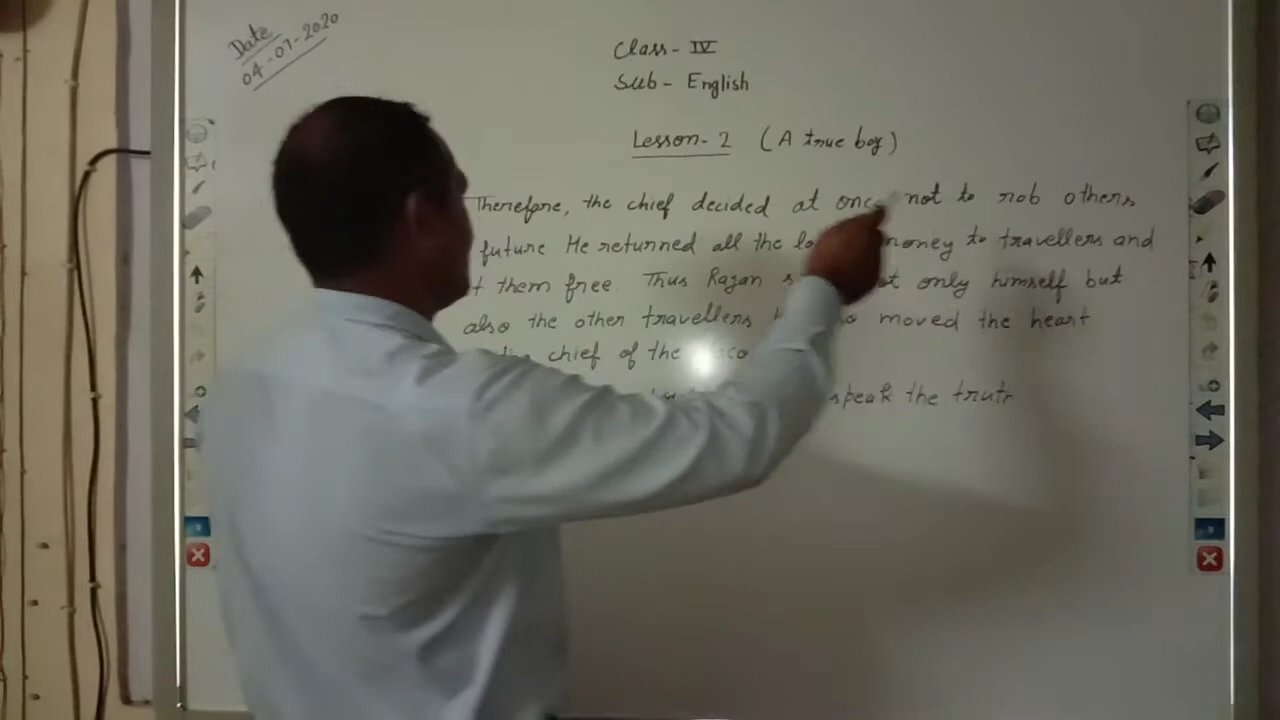 Date
04-07-2020
Class- IV
Sub- English
Lesson- 2 (A true boy)
Therefore, the chief decided at once not to rob others
future He returned all the money to travellers and
them free. Thus Rajan only himself but
also the other travellers moved the heart
chief of the
speak the trut